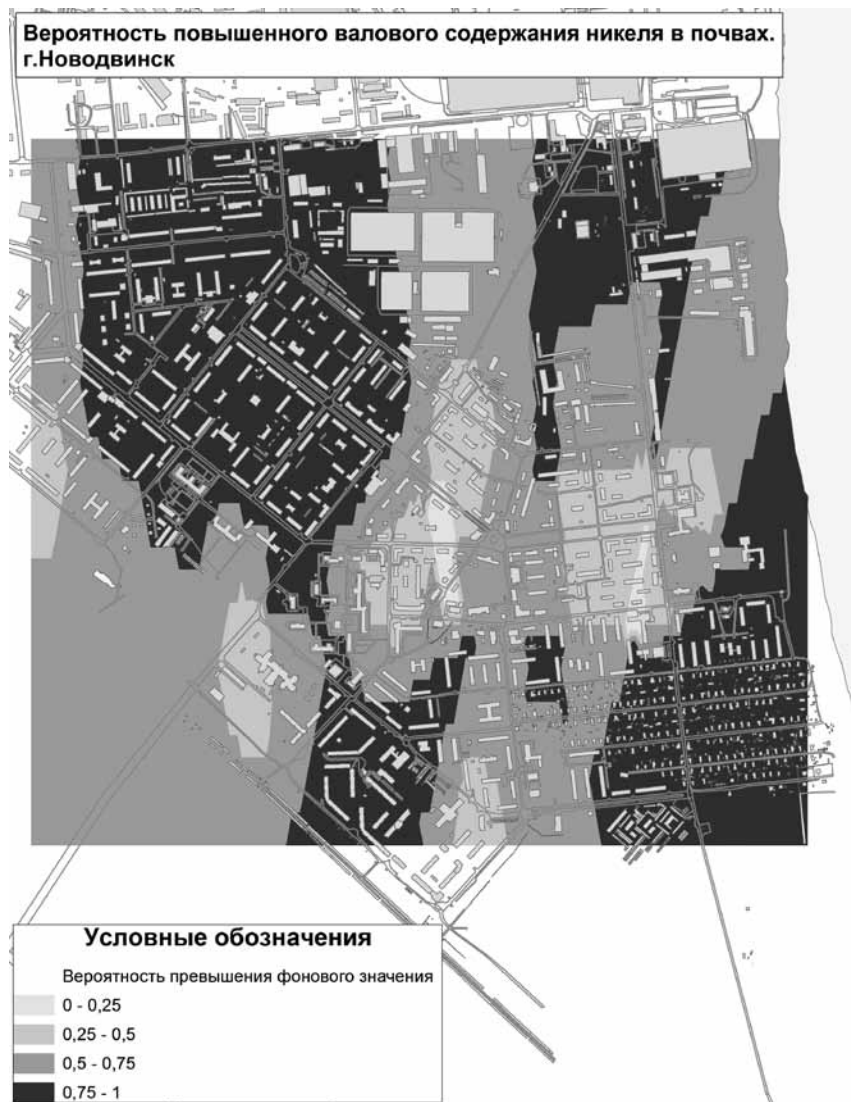 Вероятность повышенного валового содержания никеля в почвах.
г.Новодвинск
Условные обозначения
Вероятность превышения фонового значения
0 - 0,25
0,25 - 0,5
0,5 - 0,75
0,75 - 1